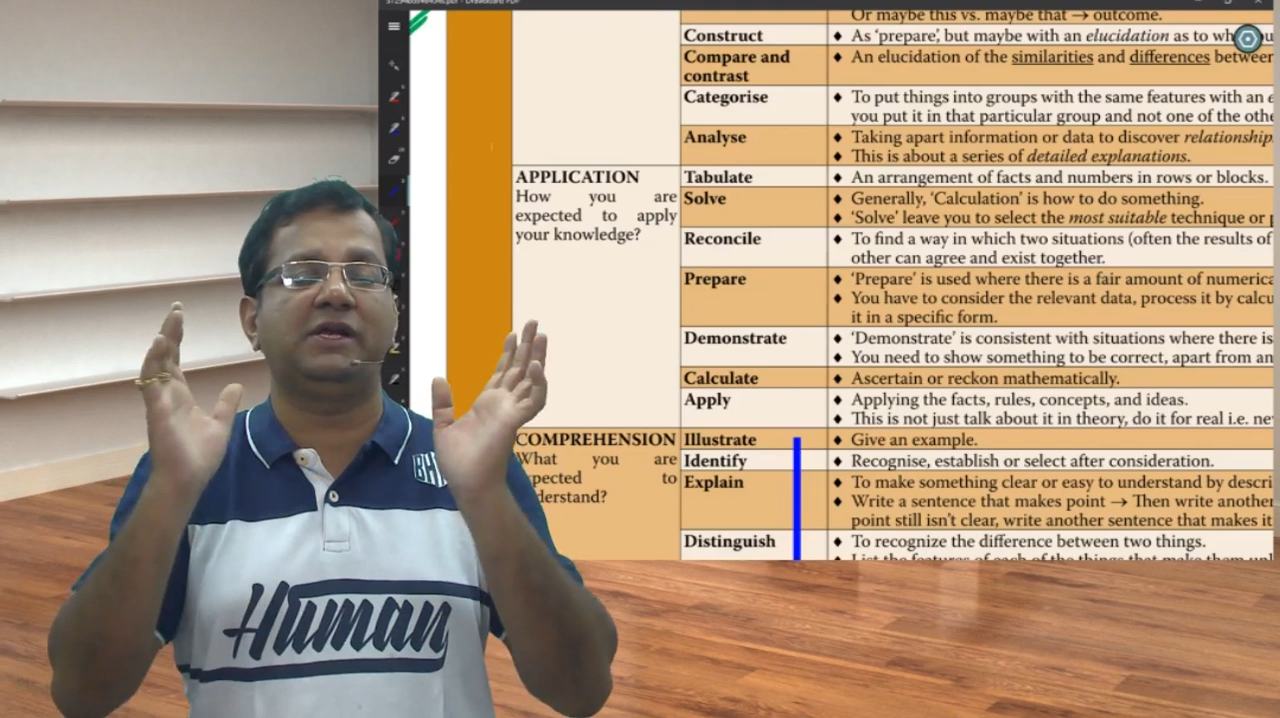 Drawboard PDF
Or maybe this vs. maybe that → outcome.
Construct
♦ As ‘prepare’, but maybe with an elucidation as to
Compare and
contrast
♦ An elucidation of the similarities and differences between
Categorise
♦ To put things into groups with the same features with an
you put it in that particular group and not one of the
Analyse
♦ Taking apart information or data to discover
♦ This is about a series of detailed explanations.
APPLICATION
How you are
expected to apply
your knowledge?
Tabulate
♦ An arrangement of facts and numbers in rows or blocks.
Solve
♦ Generally, ‘Calculation’ is how to do something.
♦ ‘Solve’ leave you to select the most suitable technique or
Reconcile
♦ To find a way in which two situations (often the results of
other can agree and exist together.
Prepare
♦ ‘Prepare’ is used where there is a fair amount of
♦ You have to consider the relevant data, process it by
it in a specific form.
Demonstrate
♦ ‘Demonstrate’ is consistent with situations where there is
♦ You need to show something to be correct, apart from
Calculate
♦ Ascertain or reckon mathematically.
Apply
♦ Applying the facts, rules, concepts, and ideas.
♦ This is not just talk about it in theory, do it for real i.e.
COMPREHENSION
What you are
to
Illustrate
♦ Give an example.
Identify
♦ Recognise, establish or select after consideration.
Explain
♦ To make something clear or easy to understand by
♦ Write a sentence that makes point → Then write another
point still isn’t clear, write another sentence that makes it
Distinguish
♦ To recognize the difference between two things.
BHPC
Human